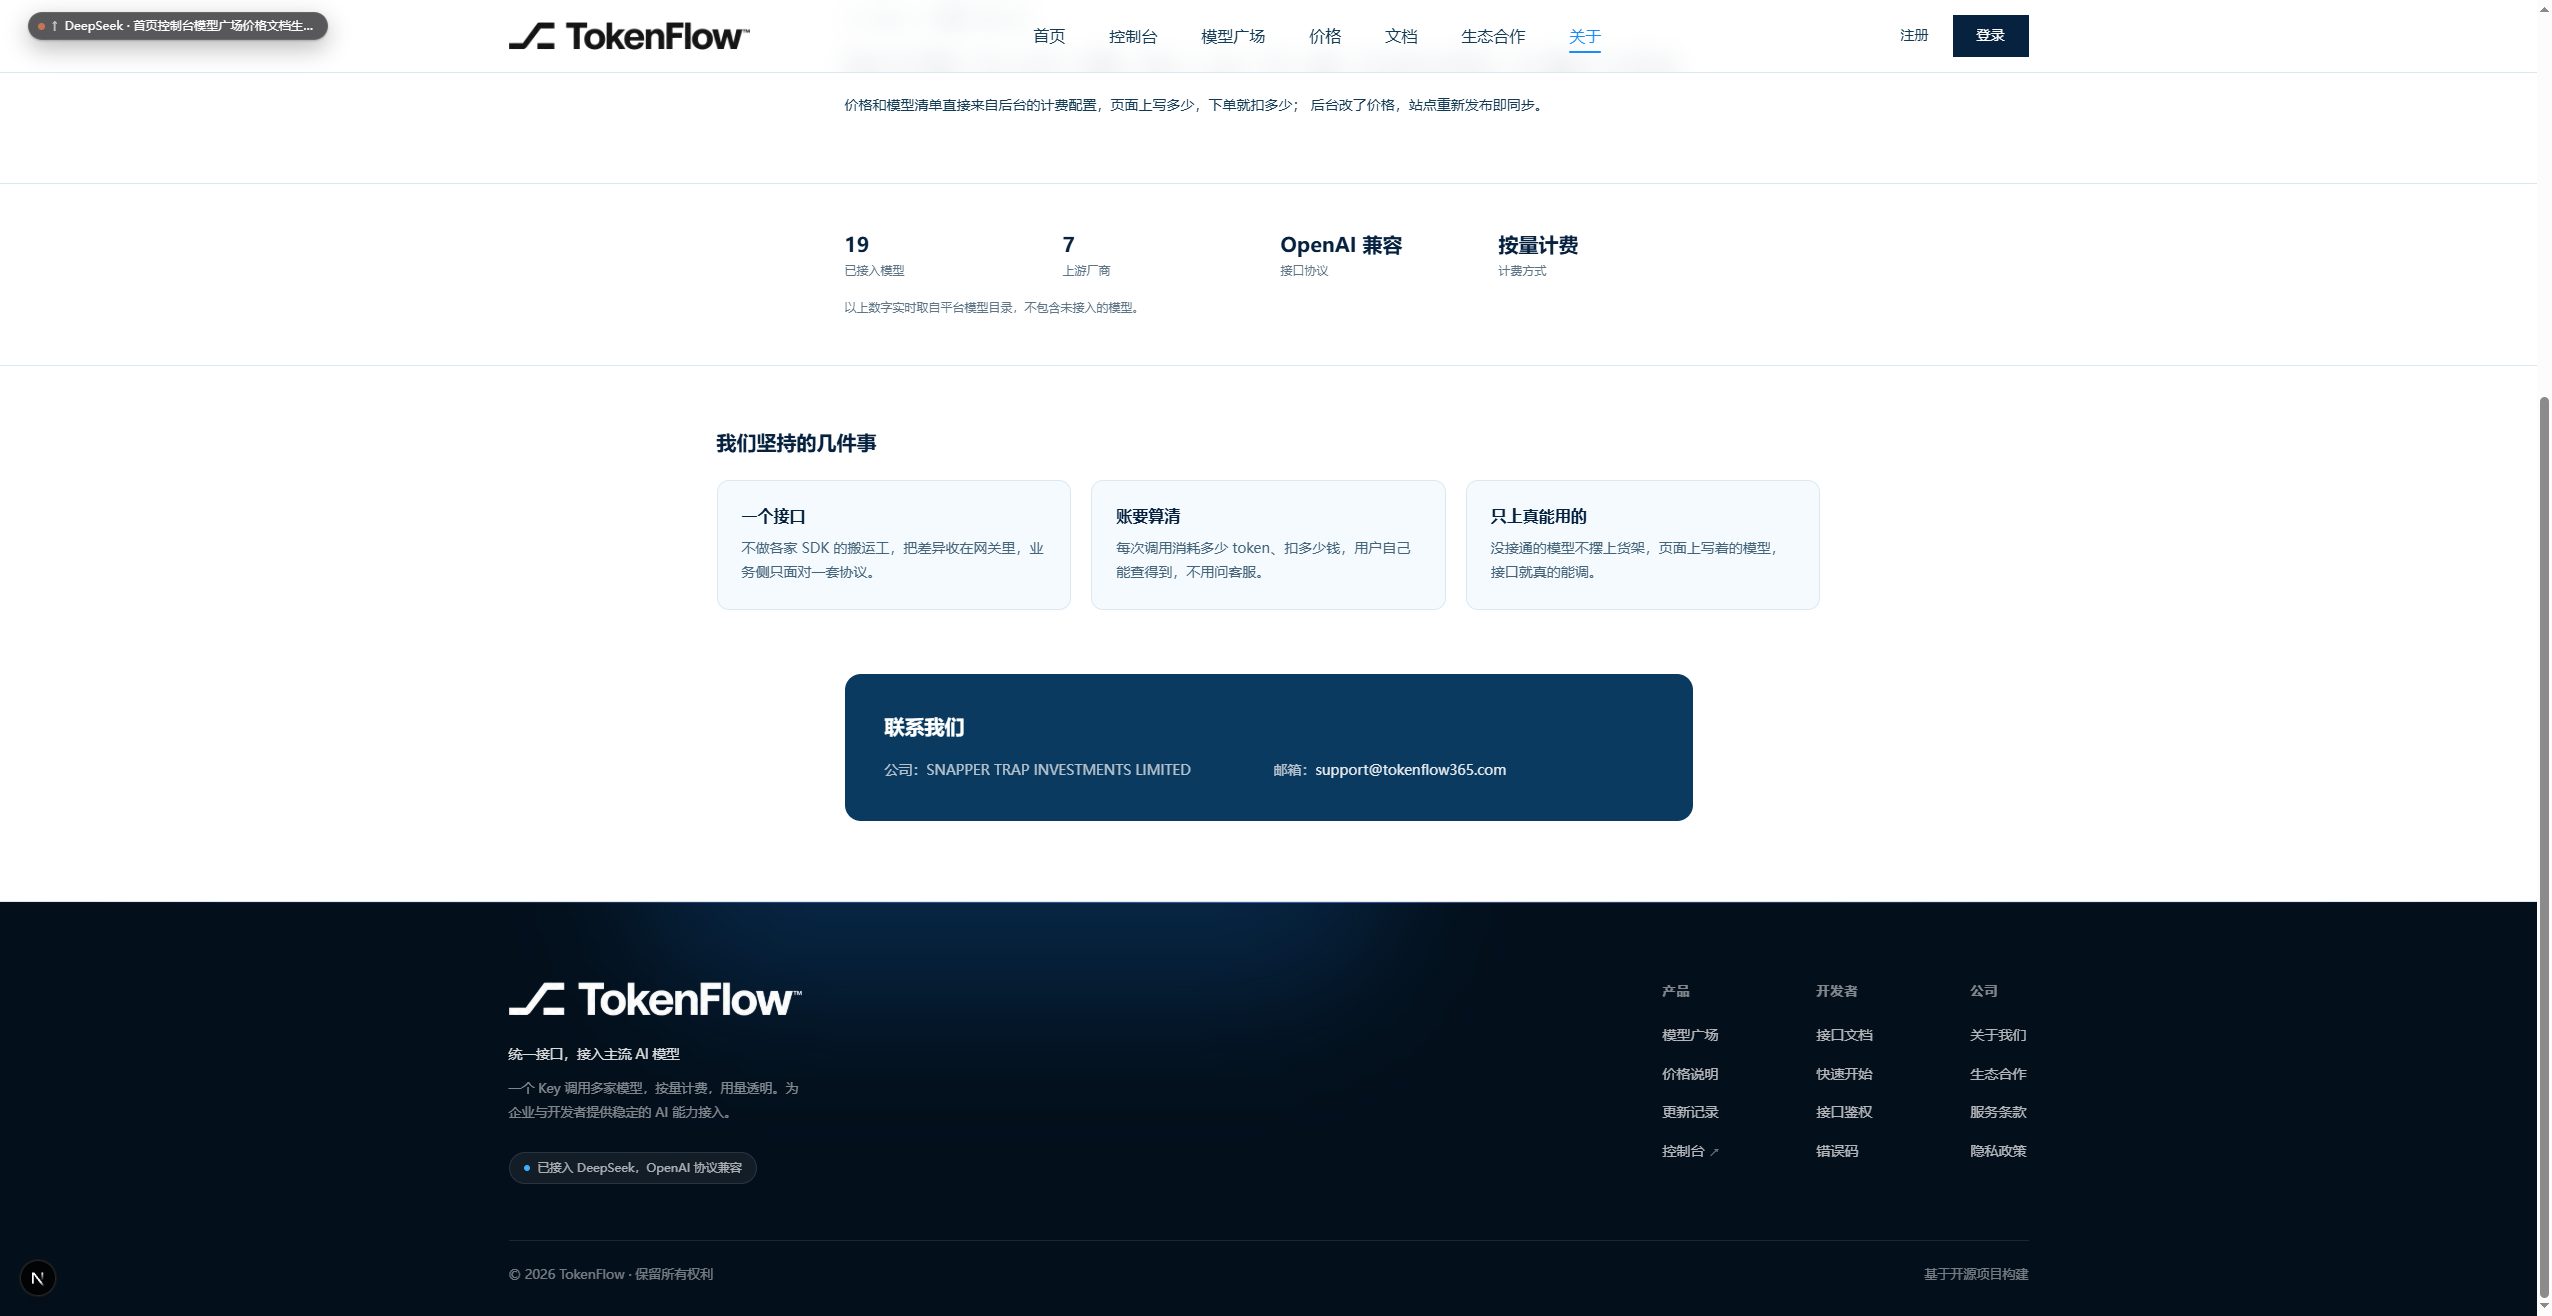 ↑ DeepSeek · 首页控制台模型广场价格文档生...
TokenFlow™
首页 控制台 模型广场 价格 文档 生态合作 关于
注册 登录
价格和模型清单直接来自后台的计费配置，页面上写多少，下单就扣多少； 后台改了价格，站点重新发布即同步。
19 7 OpenAI 兼容 按量计费
已接入模型 上游厂商 接口协议 计费方式
以上数字实时取自平台模型目录，不包含未接入的模型。
我们坚持的几件事
一个接口
不做各家 SDK 的搬运工，把差异收在网关里，业
务侧只面对一套协议。
账要算清
每次调用消耗多少 token、扣多少钱，用户自己
能查得到，不用问客服。
只上真能用的
没接通的模型不摆上货架，页面上写着的模型，
接口就真的能调。
联系我们
公司：SNAPPER TRAP INVESTMENTS LIMITED 邮箱：support@tokenflow365.com
TokenFlow™
统一接口，接入主流 AI 模型
一个 Key 调用多家模型，按量计费，用量透明。为
企业与开发者提供稳定的 AI 能力接入。
已接入 DeepSeek，OpenAI 协议兼容
产品
模型广场
价格说明
更新记录
控制台 ↗
开发者
接口文档
快速开始
接口鉴权
错误码
公司
关于我们
生态合作
服务条款
隐私政策
N
© 2026 TokenFlow · 保留所有权利
基于开源项目构建